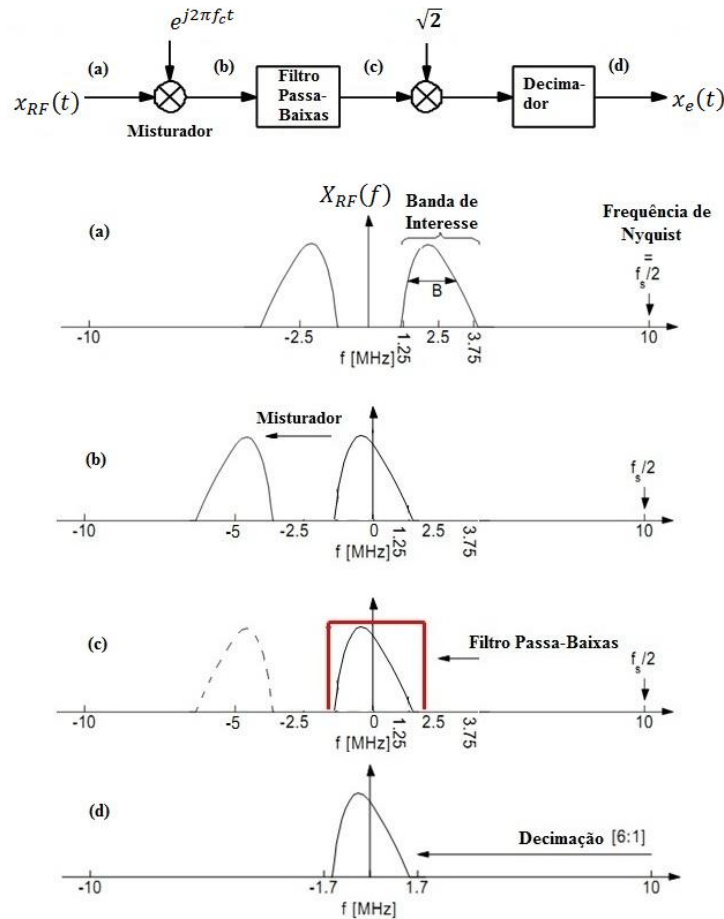 e^{j2πf_ct}
√2
(a)
(b)
(c)
(d)
x_{RF}(t)
Misturador
Filtro
Passa-
Baixas
Decima-
dor
x_e(t)
X_{RF}(f)
Banda de
Interesse
Frequência de
Nyquist
=
f_s/2
(a)
B
-10
-2.5
1.25
2.5
3.75
10
f [MHz]
Misturador
(b)
f_s/2
-10
-5
-2.5
0
1.25
2.5
3.75
10
f [MHz]
(c)
Filtro Passa-Baixas
f_s/2
-10
-5
-2.5
0
1.25
2.5
3.75
10
f [MHz]
(d)
Decimação [6:1]
-10
-1.7
1.7
10
f [MHz]